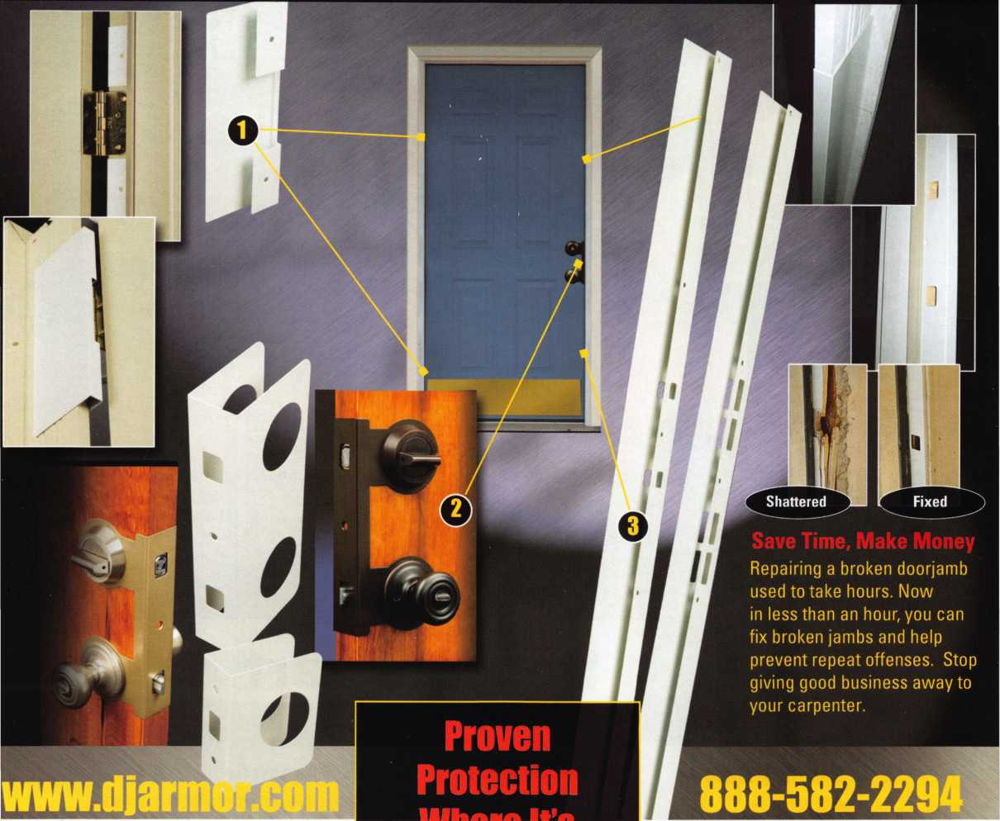 1
2
3
Shattered
Fixed
Save Time, Make Money
Repairing a broken doorjamb
used to take hours. Now
in less than an hour, you can
fix broken jambs and help
prevent repeat offenses. Stop
giving good business away to
your carpenter.
Proven
Protection
Where It's
www.djarmor.com
888-582-2294